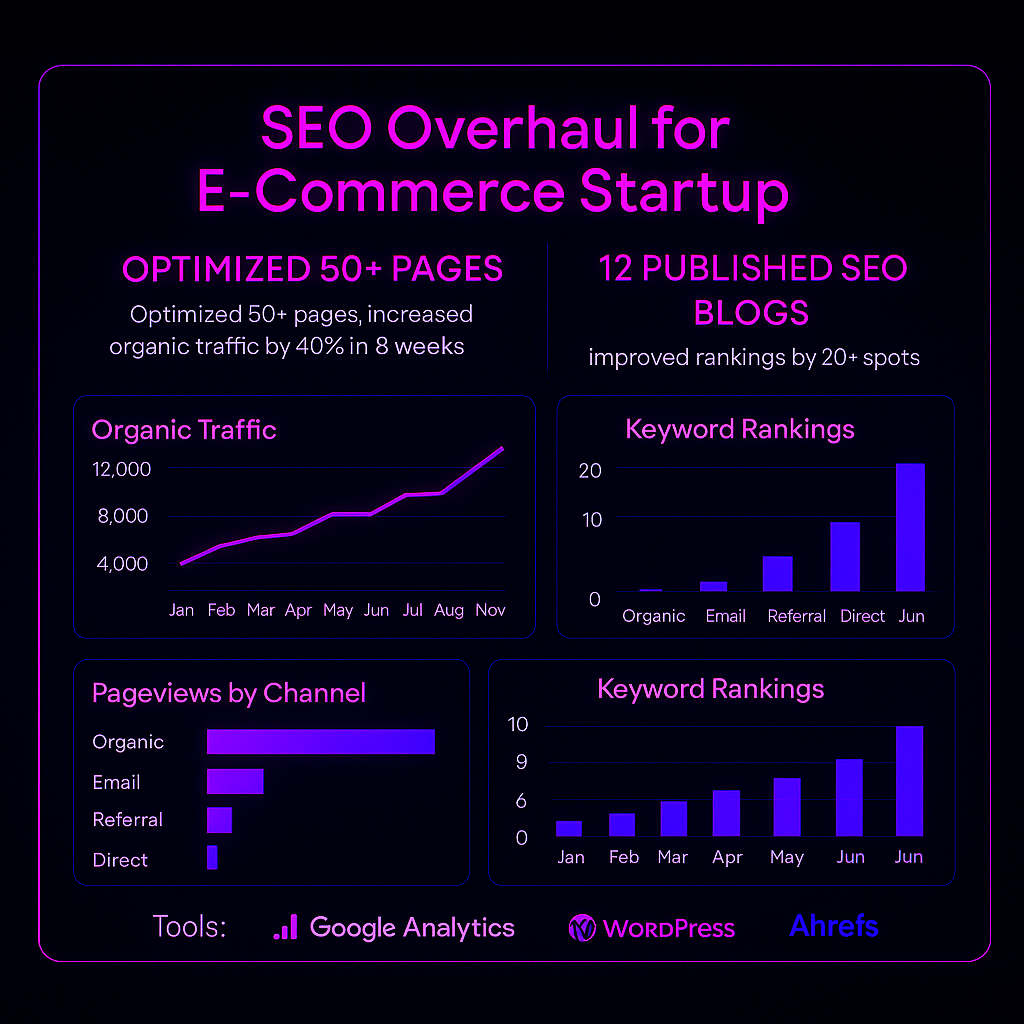 SEO Overhaul for
E-Commerce Startup
OPTIMIZED 50+ PAGES
Optimized 50+ pages, increased
organic traffic by 40% in 8 weeks
12 PUBLISHED SEO
BLOGS
improved rankings by 20+ spots
Organic Traffic
12,000
8,000
4,000
Jan Feb Mar Apr May Jun Jul Aug Nov
Keyword Rankings
20
10
0
Organic Email Referral Direct Jun
Pageviews by Channel
Organic
Email
Referral
Direct
Keyword Rankings
10
9
6
0
Jan Feb Mar Apr May Jun Jun
Tools: Google Analytics WORDPRESS Ahrefs